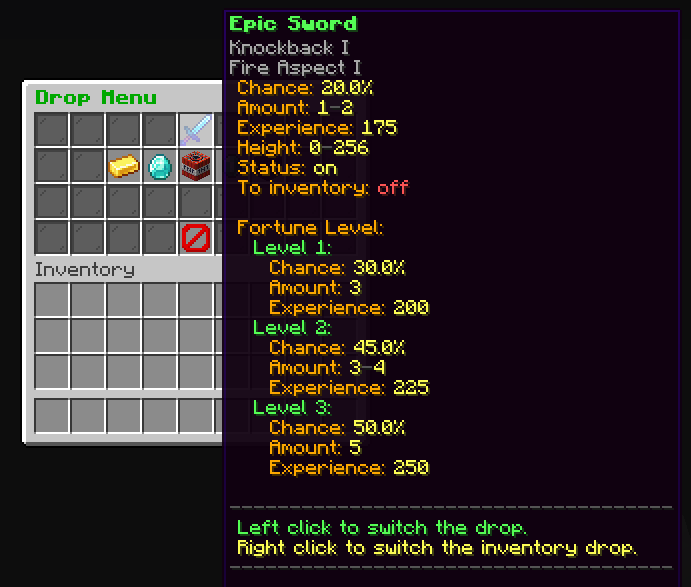 Epic Sword
Knockback I
Fire Aspect I
Chance: 20.0%
Amount: 1-2
Experience: 175
Height: 0-256
Status: on
To inventory: off
Fortune Level:
Level 1:
Chance: 30.0%
Amount: 3
Experience: 200
Level 2:
Chance: 45.0%
Amount: 3-4
Experience: 225
Level 3:
Chance: 50.0%
Amount: 5
Experience: 250
Left click to switch the drop.
Right click to switch the inventory drop.
Drop Menu
Inventory